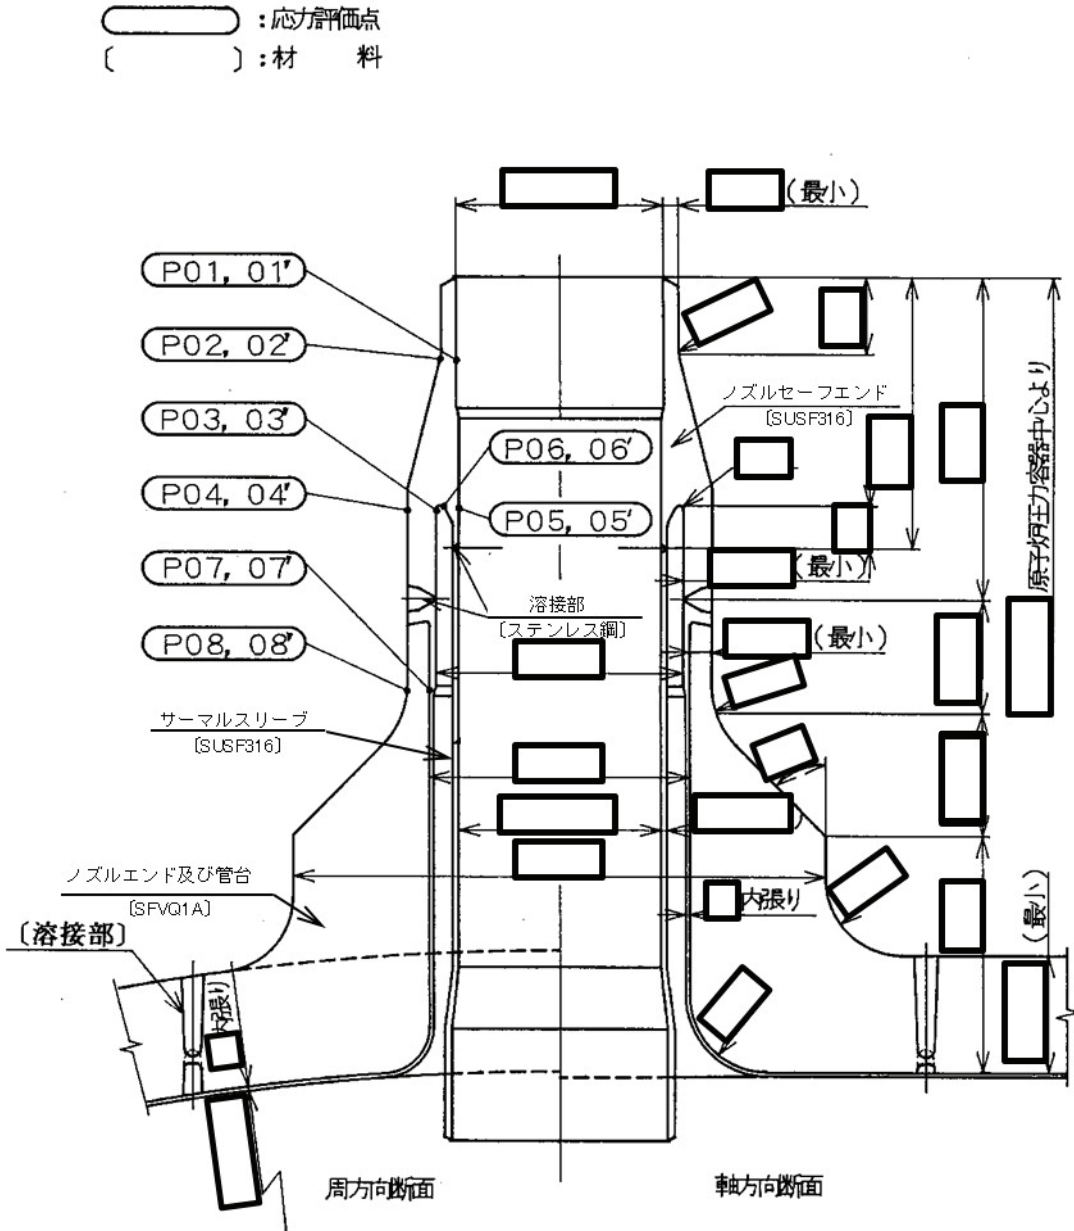 ：応力評価点
〔　　　〕：材　料
（最小）
P01, 01'
P02, 02'
ノズルセーフエンド
〔SUSF316〕
原子炉圧力容器中心より
P03, 03'
P06, 06'
P04, 04'
P05, 05'
P07, 07'
（最小）
溶接部
〔ステンレス鋼〕
P08, 08'
（最小）
サーマルスリーブ
〔SUSF316〕
ノズルエンド及び管台
〔SFVQ1A〕
内張り
（最小）
〔溶接部〕
内張り
周方向断面
軸方向断面